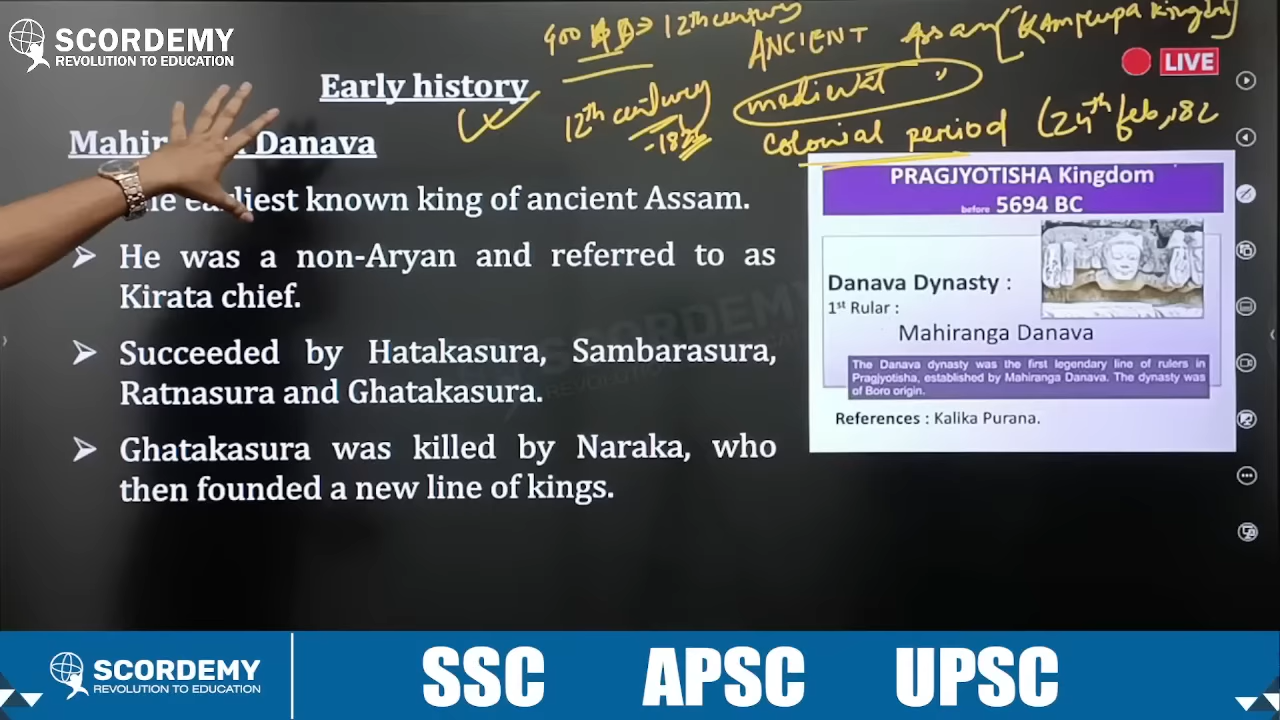 SCORDEMY
REVOLUTION TO EDUCATION
400 AD → 12th century
ANCIENT Assam [Kamrupa Kingdom]
LIVE
Early history
12th century
-1826
medieval
colonial period (24th feb, 182
Danava
earliest known king of ancient Assam.
➢ He was a non-Aryan and referred to as
Kirata chief.
➢ Succeeded by Hatakasura, Sambarasura,
Ratnasura and Ghatakasura.
➢ Ghatakasura was killed by Naraka, who
then founded a new line of kings.
PRAGJYOTISHA Kingdom
before 5694 BC
Danava Dynasty :
1st Rular :
Mahiranga Danava
The Danava dynasty was the first legendary line of rulers in
Pragjyotisha, established by Mahiranga Danava. The dynasty was
of Boro origin.
References : Kalika Purana.
SCORDEMY
REVOLUTION TO EDUCATION
SCORDEMY
REVOLUTION TO EDUCATION
SSC APSC UPSC